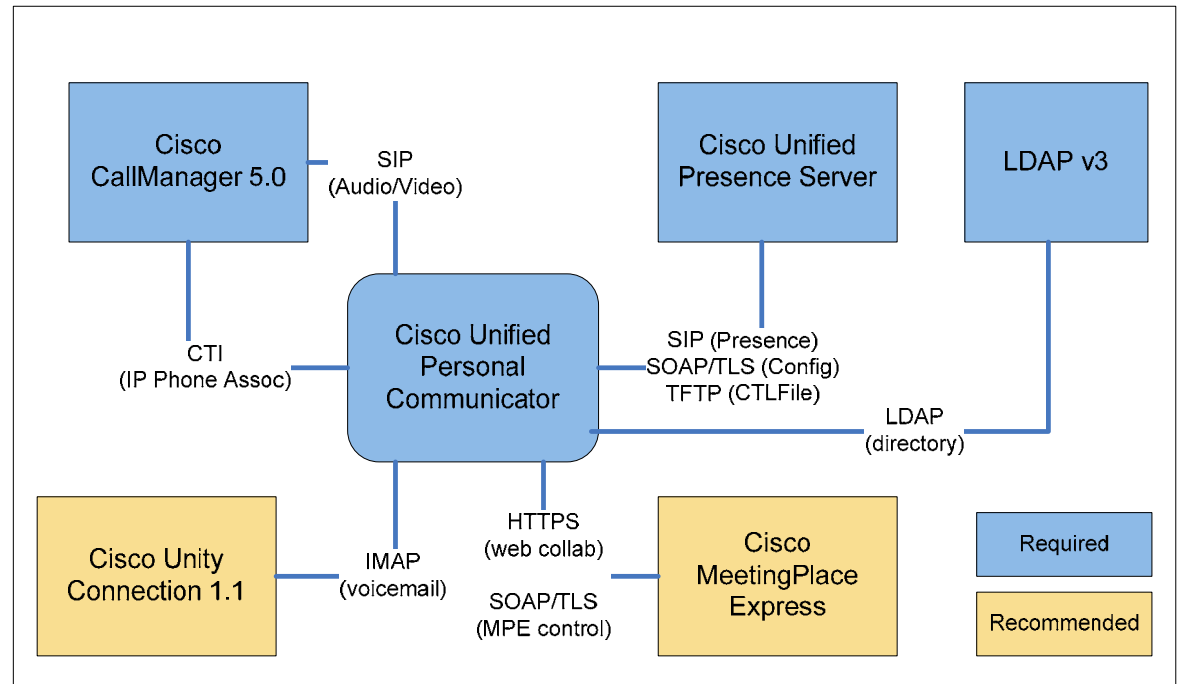 Cisco
CallManager 5.0
SIP
(Audio/Video)
Cisco Unified
Presence Server
LDAP v3
CTI
(IP Phone Assoc)
Cisco Unified
Personal
Communicator
SIP (Presence)
SOAP/TLS (Config)
TFTP (CTLFile)
LDAP
(directory)
Cisco Unity
Connection 1.1
IMAP
(voicemail)
HTTPS
(web collab)
SOAP/TLS
(MPE control)
Cisco
MeetingPlace
Express
Required
Recommended